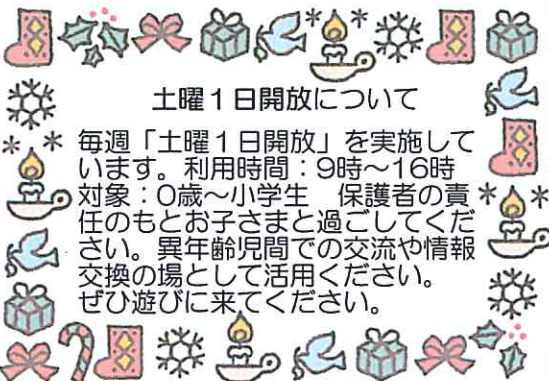 土曜１日開放について
毎週「土曜１日開放」を実施して
います。利用時間：9時～16時
対象：0歳～小学生　保護者の責
任のもとお子さまと過ごしてくだ
さい。異年齢児間での交流や情報
交換の場として活用ください。
ぜひ遊びに来てください。